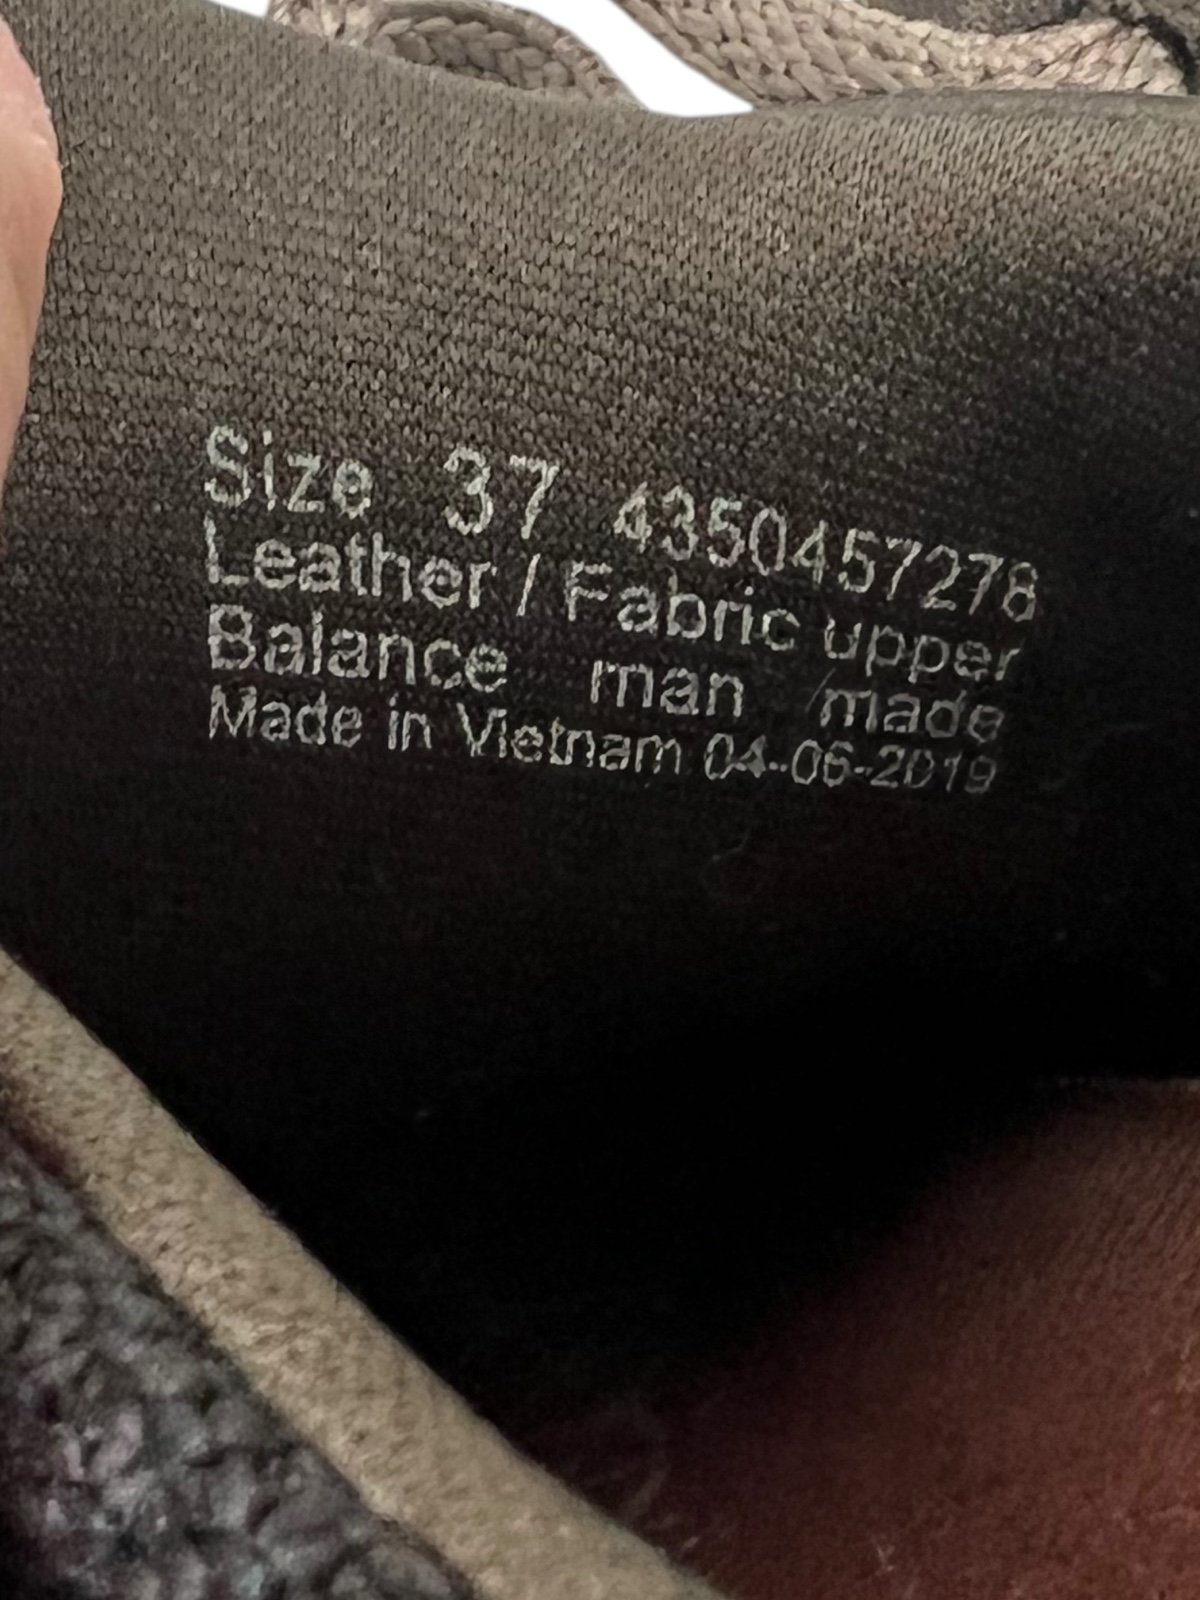 Size 37 4350457278
Leather / Fabric upper
Balance man made
Made in Vietnam 04-06-2019